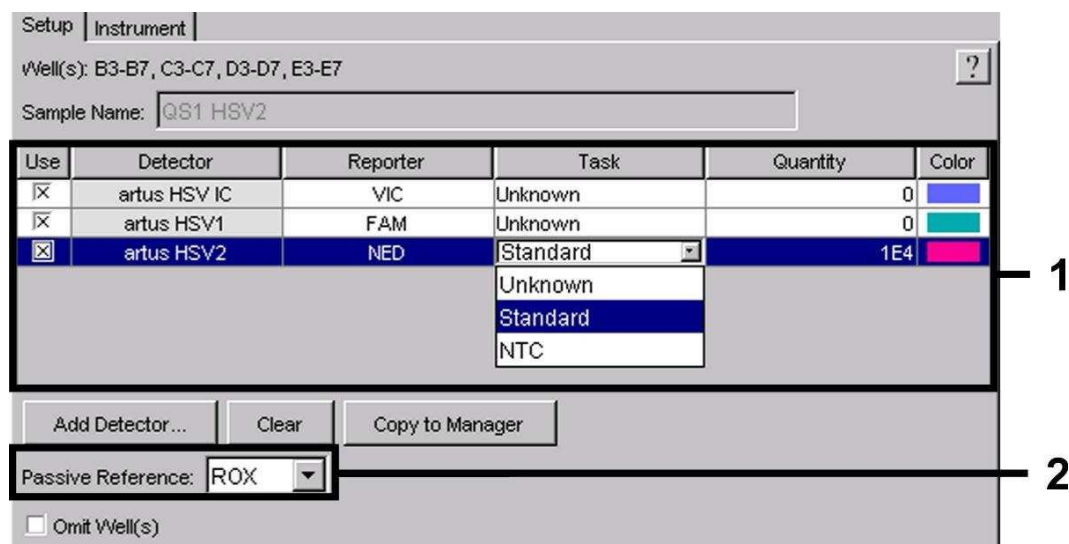 Setup Instrument
Well(s): B3-B7, C3-C7, D3-D7, E3-E7 ?
Sample Name: QS1 HSV2
Use Detector Reporter Task Quantity Color
artus HSV IC VIC Unknown 0
artus HSV1 FAM Unknown 0
artus HSV2 NED Standard 1E4
Unknown
Standard
NTC
1
Add Detector... Clear Copy to Manager
Passive Reference: ROX
2
Omit Well(s)